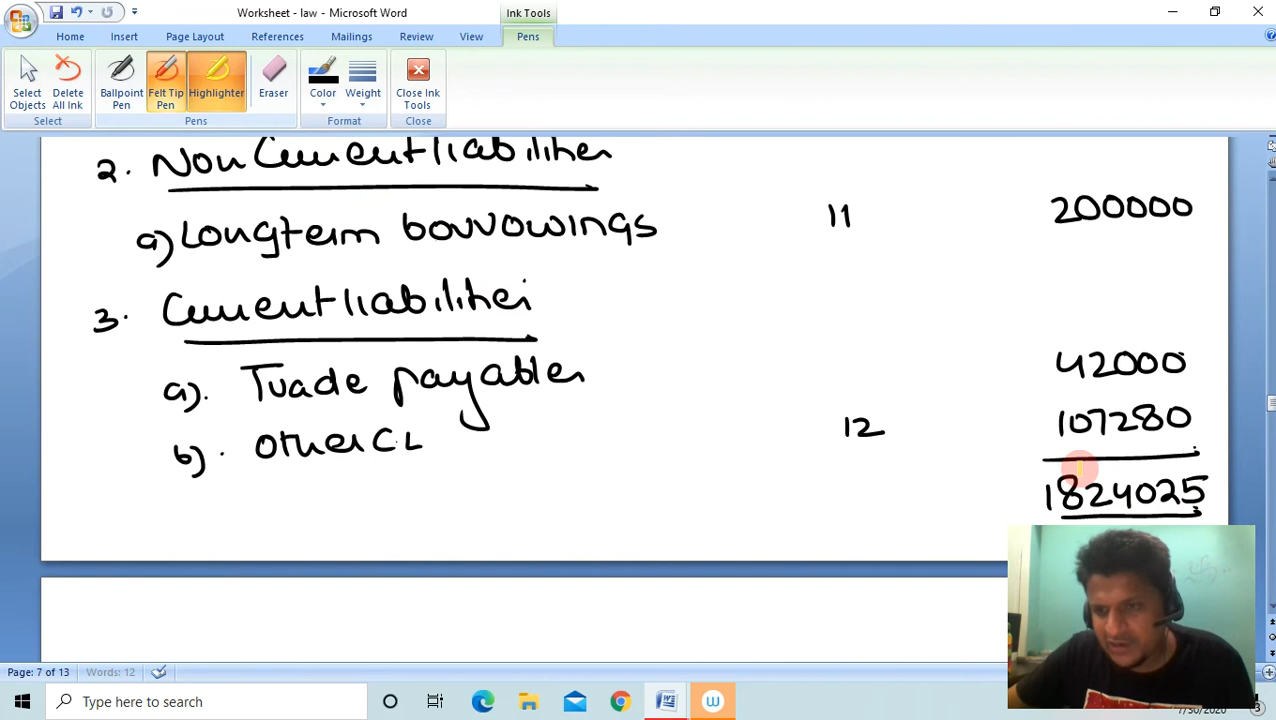 Worksheet - law - Microsoft Word
Ink Tools
Home Insert Page Layout References Mailings Review View Pens
Select Objects
Delete All Ink
Ballpoint Pen
Felt Tip Pen
Highlighter
Eraser
Color
Weight
Close Ink Tools
Select Pens Format Close
2. Non Current liabilities
a) Longterm borrowings 11 200000
3. Current liabilities
a). Trade payables 42000
b). Other CL 12 107280
1824025
Page: 7 of 13 Words: 12
Type here to search
7/30/2020